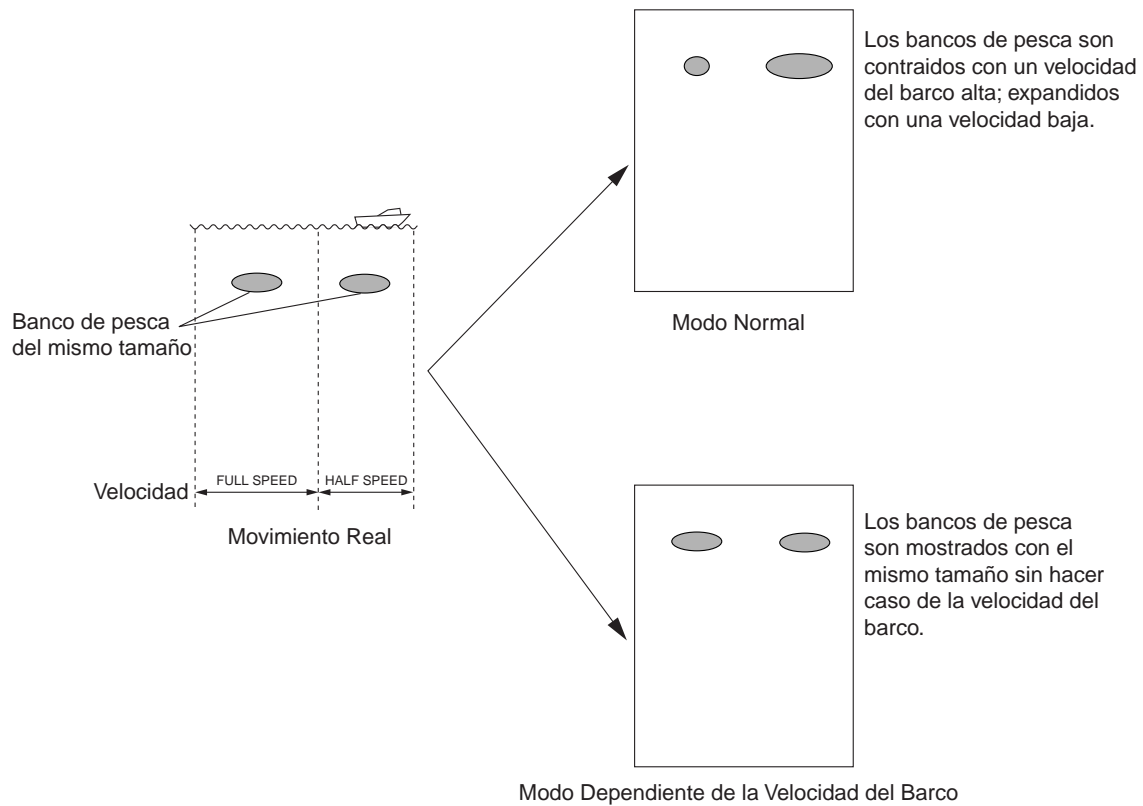 Los bancos de pesca son
contraidos con un velocidad
del barco alta; expandidos
con una velocidad baja.
Modo Normal
Banco de pesca
del mismo tamaño
Velocidad
FULL SPEED
HALF SPEED
Movimiento Real
Los bancos de pesca
son mostrados con el
mismo tamaño sin hacer
caso de la velocidad del
barco.
Modo Dependiente de la Velocidad del Barco